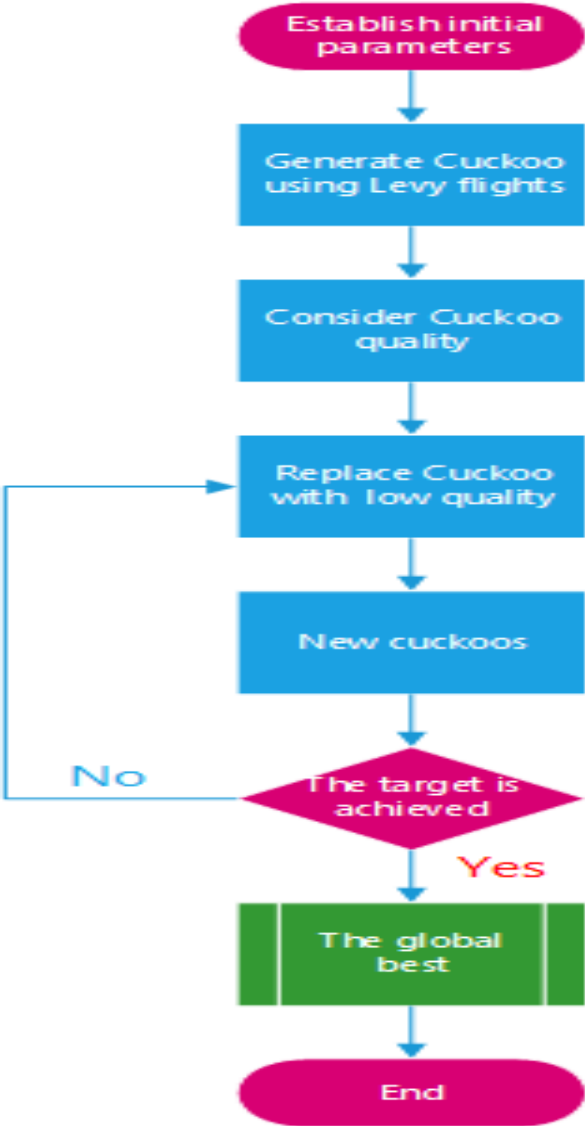 Establish initial
parameters
Generate Cuckoo
using Levy flights
Consider Cuckoo
quality
Replace Cuckoo
with low quality
New cuckoos
The target is
achieved
No
Yes
The global
best
End